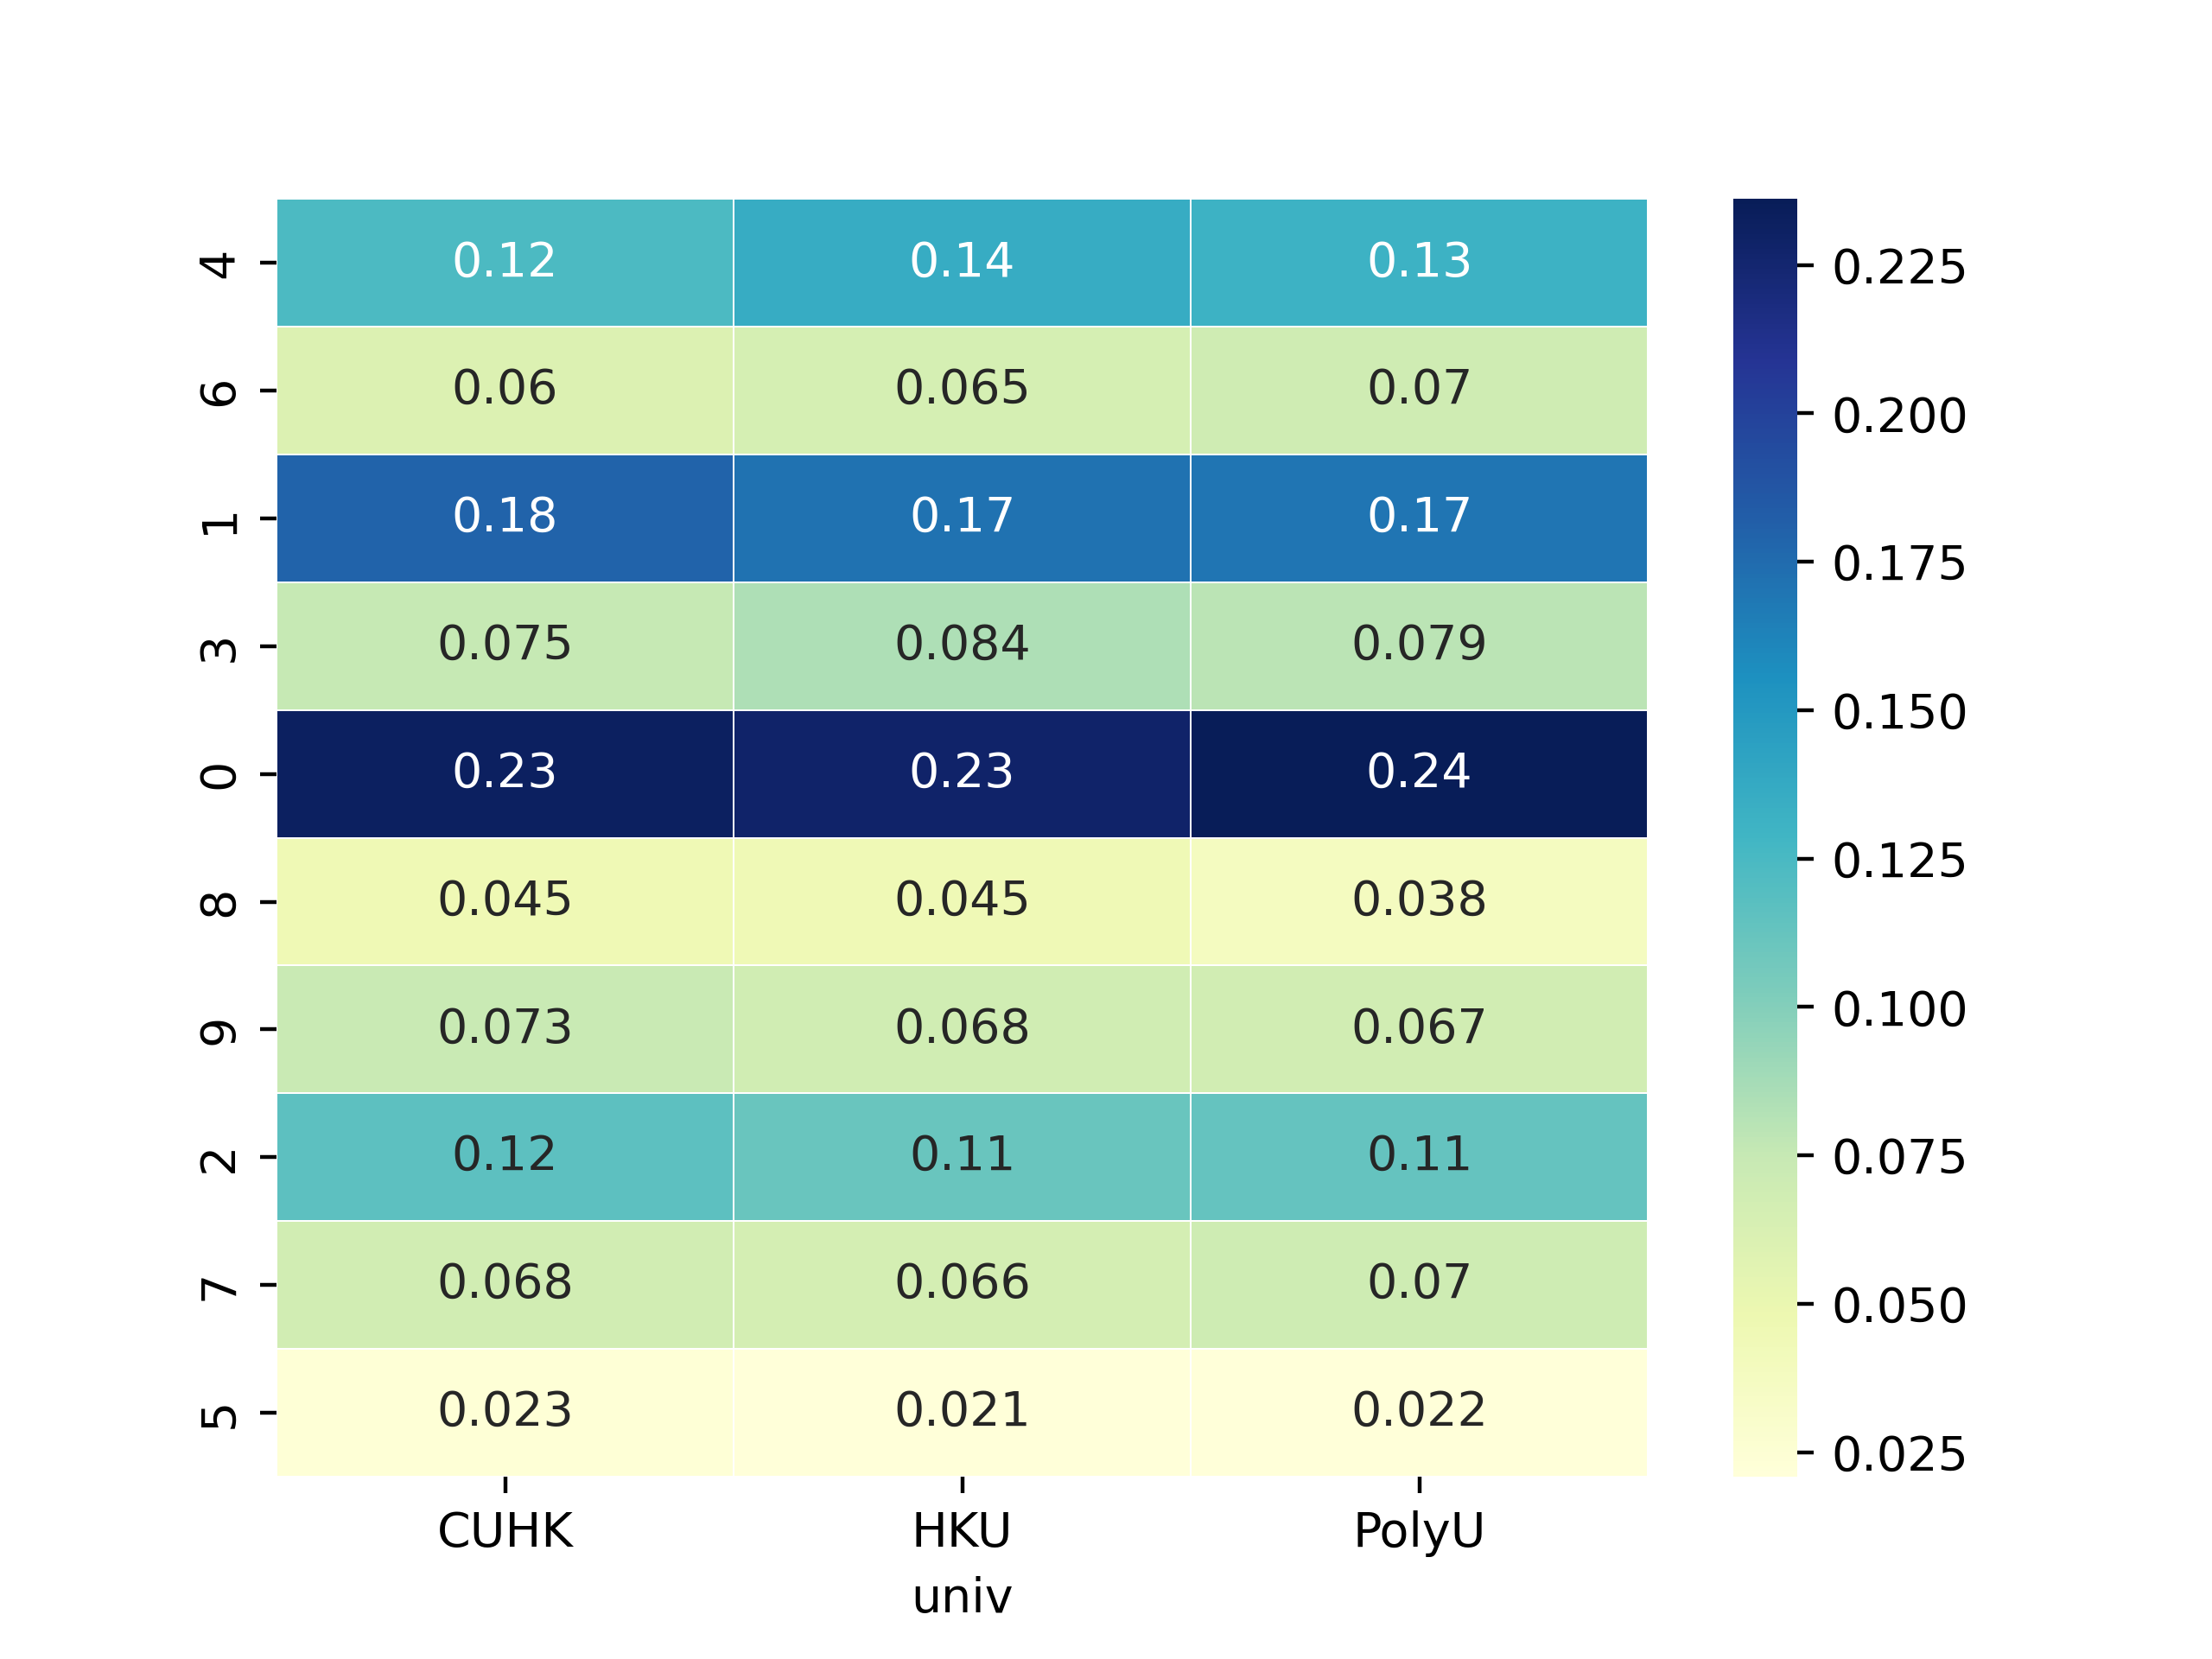 4 0.12 0.14 0.13
6 0.06 0.065 0.07
1 0.18 0.17 0.17
3 0.075 0.084 0.079
0 0.23 0.23 0.24
8 0.045 0.045 0.038
9 0.073 0.068 0.067
2 0.12 0.11 0.11
7 0.068 0.066 0.07
5 0.023 0.021 0.022
CUHK HKU PolyU
univ
0.225
0.200
0.175
0.150
0.125
0.100
0.075
0.050
0.025